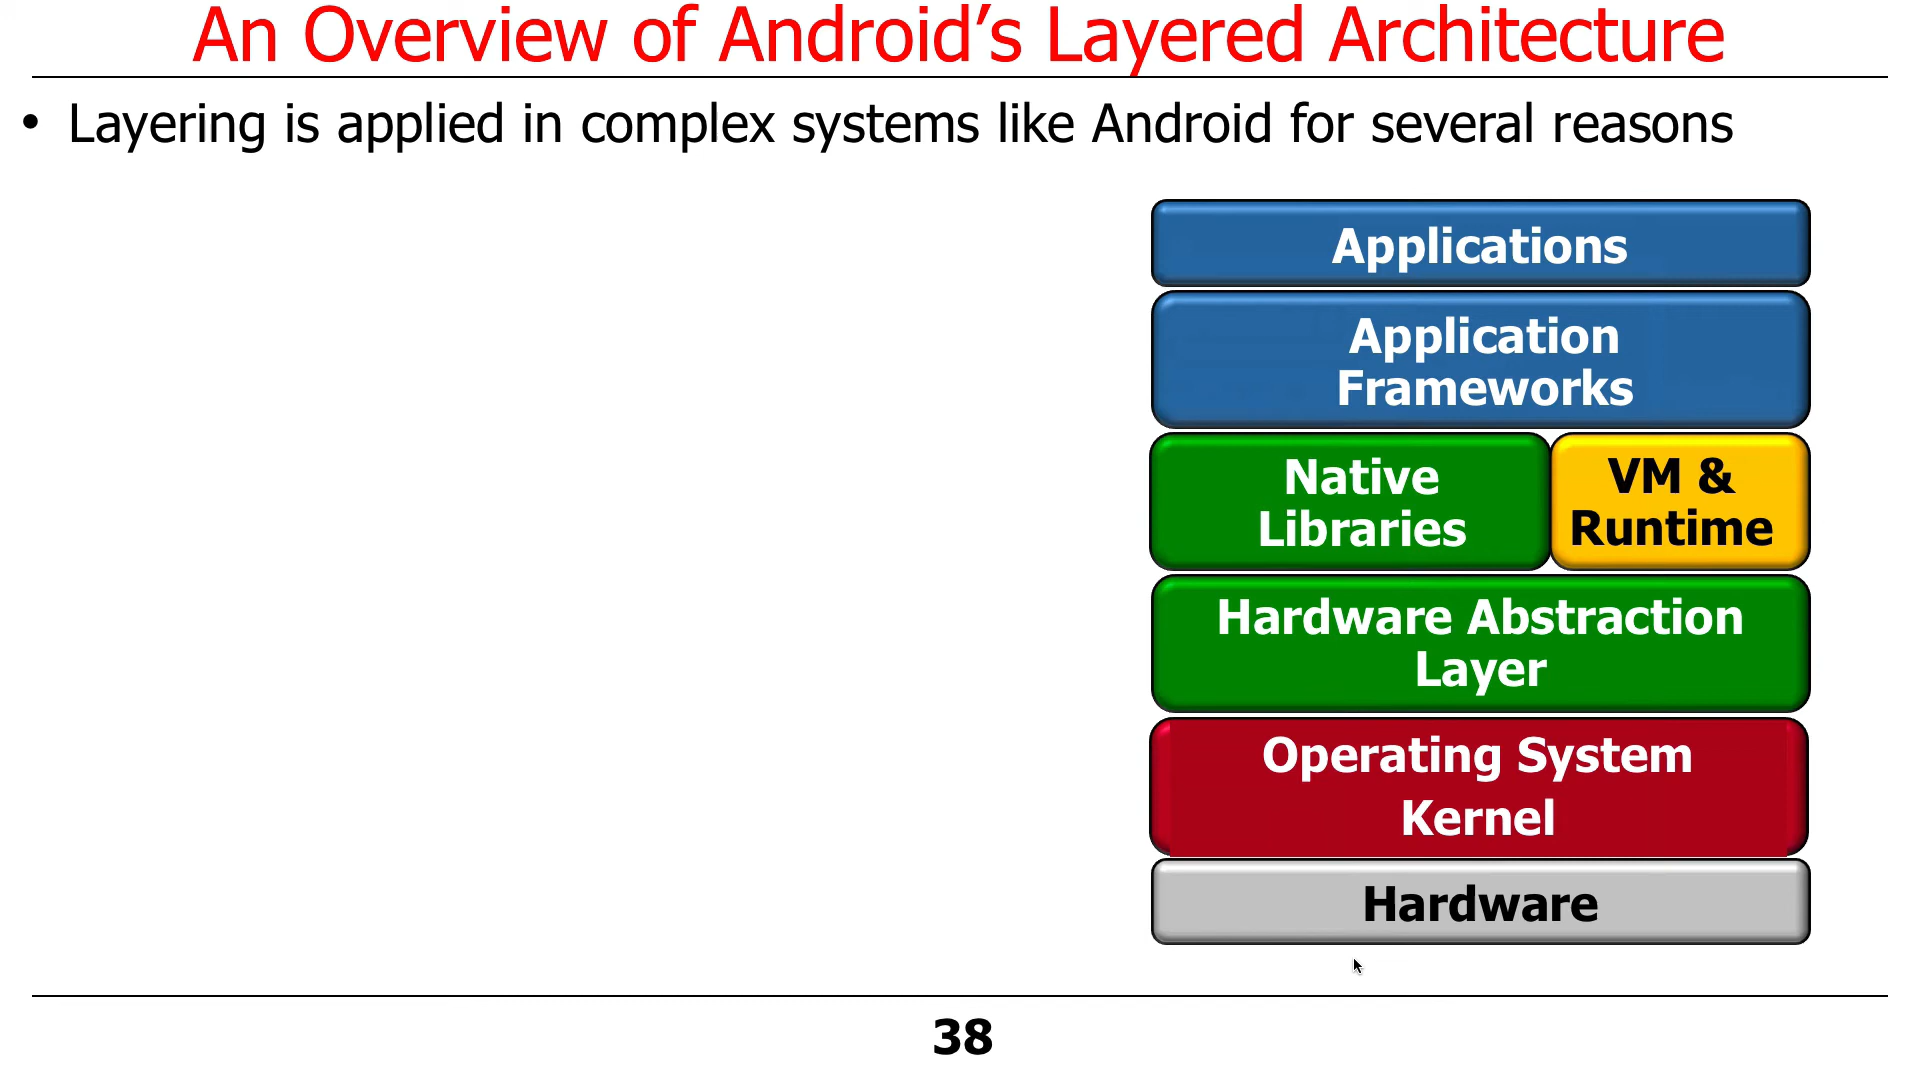 An Overview of Android’s Layered Architecture
• Layering is applied in complex systems like Android for several reasons
Applications
Application
Frameworks
Native
Libraries
VM &
Runtime
Hardware Abstraction
Layer
Operating System
Kernel
Hardware
38